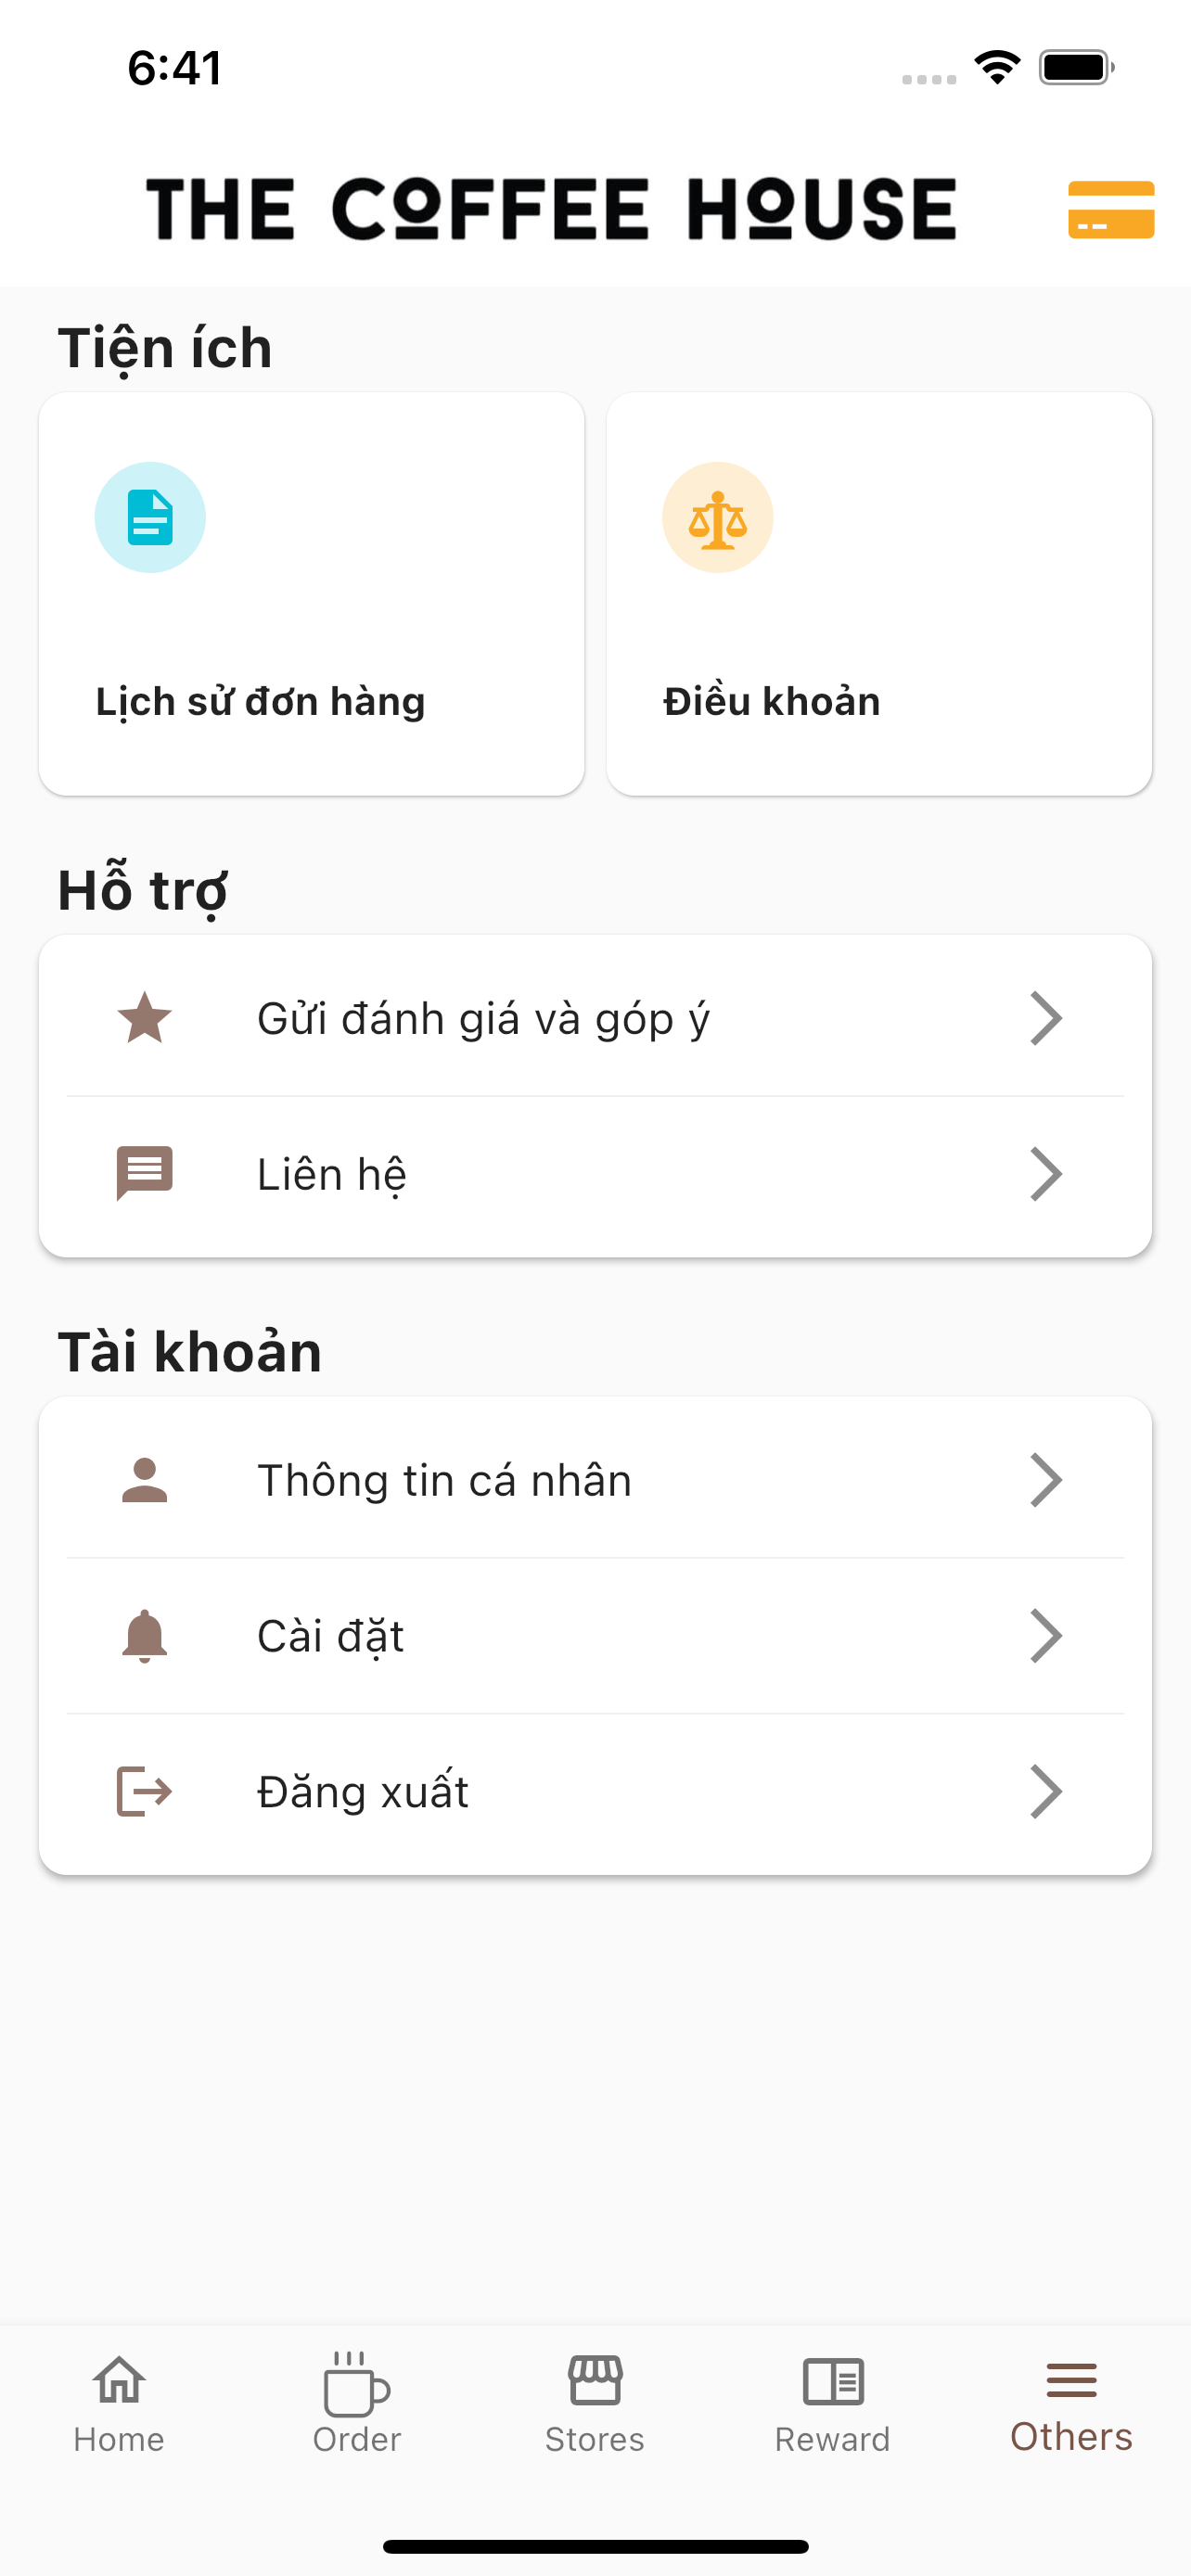 6:41
THE COFFEE HOUSE
Tiện ích
Lịch sử đơn hàng
Điều khoản
Hỗ trợ
Gửi đánh giá và góp ý
Liên hệ
Tài khoản
Thông tin cá nhân
Cài đặt
Đăng xuất
Home
Order
Stores
Reward
Others